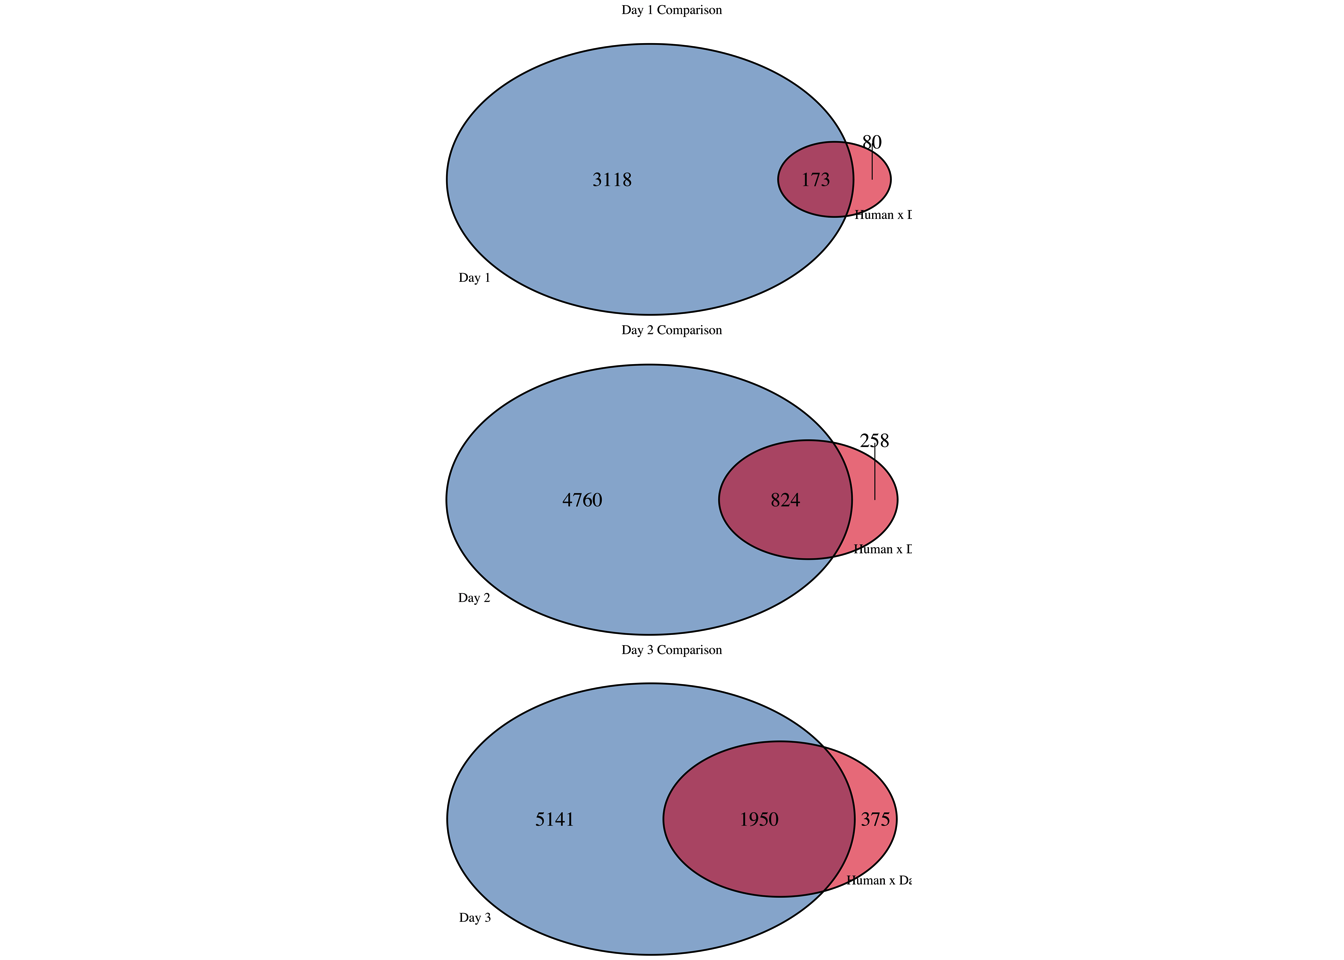 Day 1 Comparison
80
3118
173
Human x D
Day 1
Day 2 Comparison
258
4760
824
Human x D
Day 2
Day 3 Comparison
5141
1950
375
Human x Da
Day 3